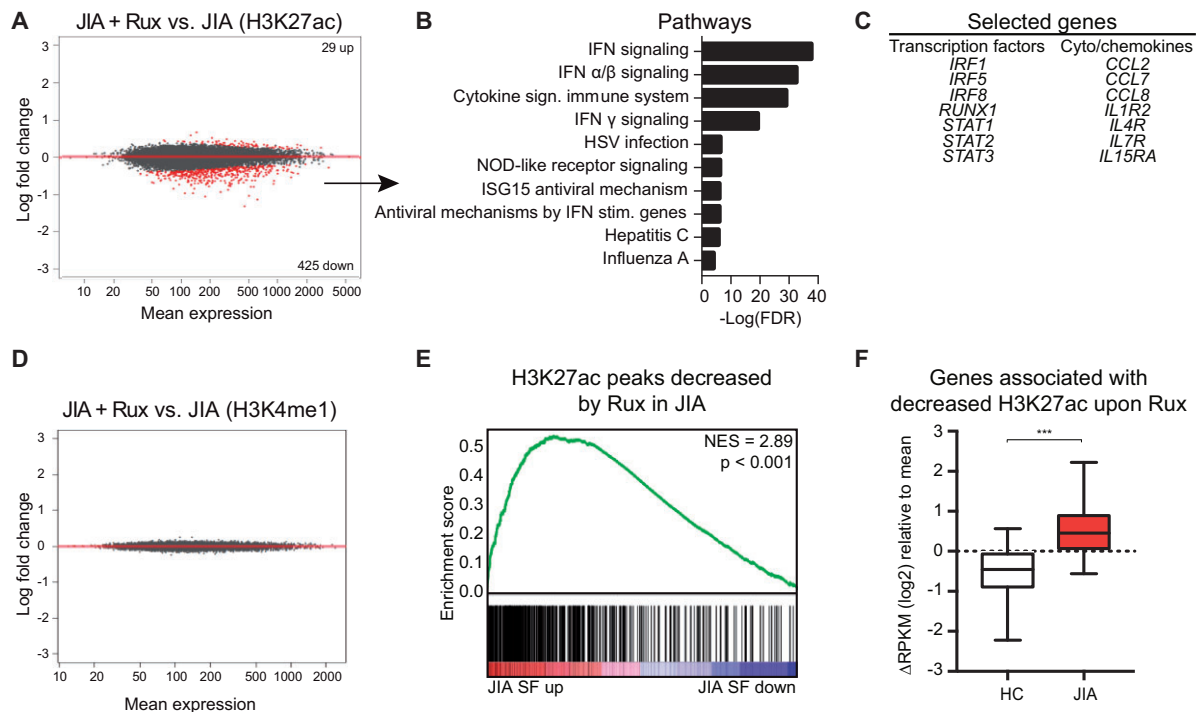 A
JIA + Rux vs. JIA (H3K27ac)
29 up
3
2
1
0
-1
-2
-3
Log fold change
425 down
10 20 50 100 200 500 1000 5000
Mean expression
B
Pathways
IFN signaling
IFN α/β signaling
Cytokine sign. immune system
IFN γ signaling
HSV infection
NOD-like receptor signaling
ISG15 antiviral mechanism
Antiviral mechanisms by IFN stim. genes
Hepatitis C
Influenza A
0 10 20 30 40
-Log(FDR)
C
Selected genes
Transcription factors Cyto/chemokines
IRF1 CCL2
IRF5 CCL7
IRF8 CCL8
RUNX1 IL1R2
STAT1 IL4R
STAT2 IL7R
STAT3 IL15RA
D
JIA + Rux vs. JIA (H3K4me1)
3
2
1
0
-1
-2
-3
Log fold change
10 20 50 100 200 500 1000 2000
Mean expression
E
H3K27ac peaks decreased
by Rux in JIA
NES = 2.89
p < 0.001
0.5
0.4
0.3
0.2
0.1
0.0
Enrichment score
JIA SF up JIA SF down
F
Genes associated with
decreased H3K27ac upon Rux
***
3
2
1
0
-1
-2
-3
ΔRPKM (log2) relative to mean
HC JIA